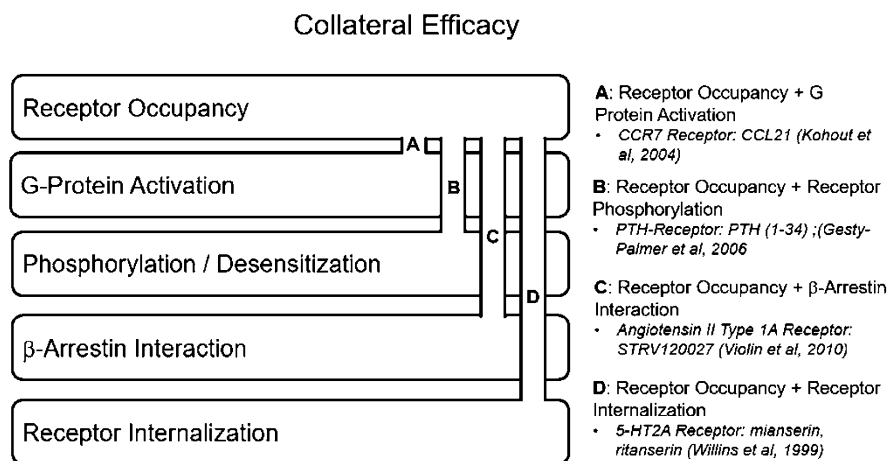 Collateral Efficacy
Receptor Occupancy
A
G-Protein Activation
B
C
Phosphorylation / Desensitization
D
β-Arrestin Interaction
Receptor Internalization
A: Receptor Occupancy + G
Protein Activation
• CCR7 Receptor: CCL21 (Kohout
et al, 2004)
B: Receptor Occupancy + Receptor
Phosphorylation
• PTH-Receptor: PTH (1-34) ;(Gesty-
Palmer et al, 2006
C: Receptor Occupancy + β-Arrestin
Interaction
• Angiotensin II Type 1A Receptor:
STRV120027 (Violin et al, 2010)
D: Receptor Occupancy + Receptor
Internalization
• 5-HT2A Receptor: mianserin,
ritanserin (Willins et al, 1999)